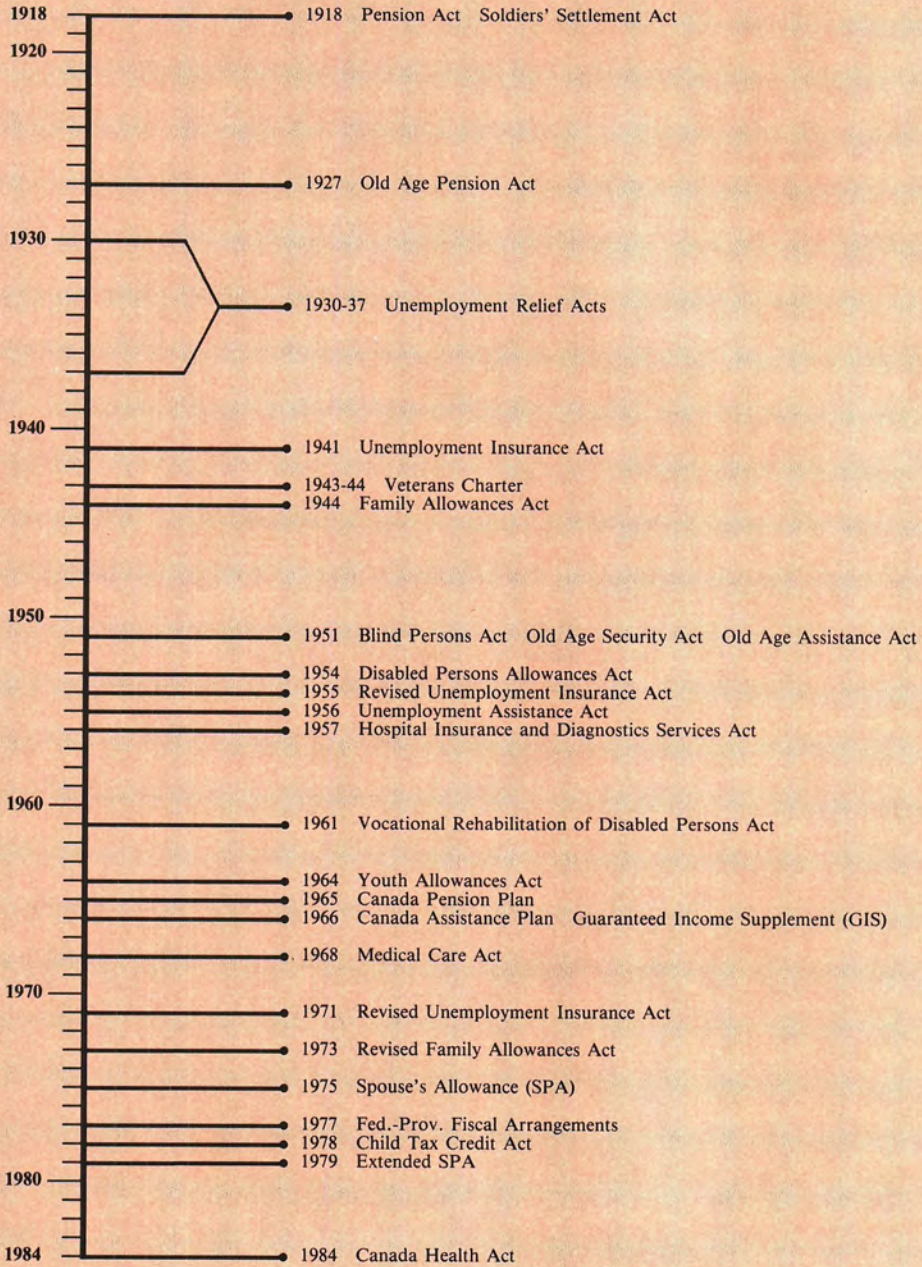 1918
1918 Pension Act Soldiers' Settlement Act
1920
1927 Old Age Pension Act
1930
1930-37 Unemployment Relief Acts
1940
1941 Unemployment Insurance Act
1943-44 Veterans Charter
1944 Family Allowances Act
1950
1951 Blind Persons Act Old Age Security Act Old Age Assistance Act
1954 Disabled Persons Allowances Act
1955 Revised Unemployment Insurance Act
1956 Unemployment Assistance Act
1957 Hospital Insurance and Diagnostics Services Act
1960
1961 Vocational Rehabilitation of Disabled Persons Act
1964 Youth Allowances Act
1965 Canada Pension Plan
1966 Canada Assistance Plan Guaranteed Income Supplement (GIS)
1968 Medical Care Act
1970
1971 Revised Unemployment Insurance Act
1973 Revised Family Allowances Act
1975 Spouse's Allowance (SPA)
1977 Fed.-Prov. Fiscal Arrangements
1978 Child Tax Credit Act
1979 Extended SPA
1980
1984
1984 Canada Health Act